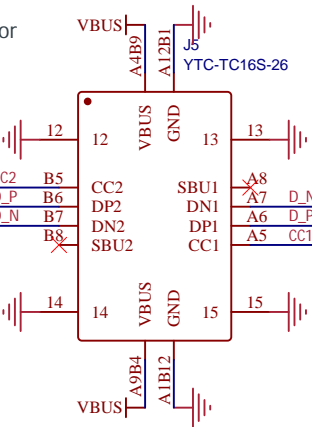 or
VBUS
A4B9
A12B1
J5
YTC-TC16S-26
VBUS
GND
12
12
13
13
C2
B5
CC2
SBU1
A8
_P
B6
DP2
DN1
A7
D_N
_N
B7
DN2
DP1
A6
D_P
B8
SBU2
CC1
A5
CC1
14
14
15
15
VBUS
GND
A9B4
A1B12
VBUS